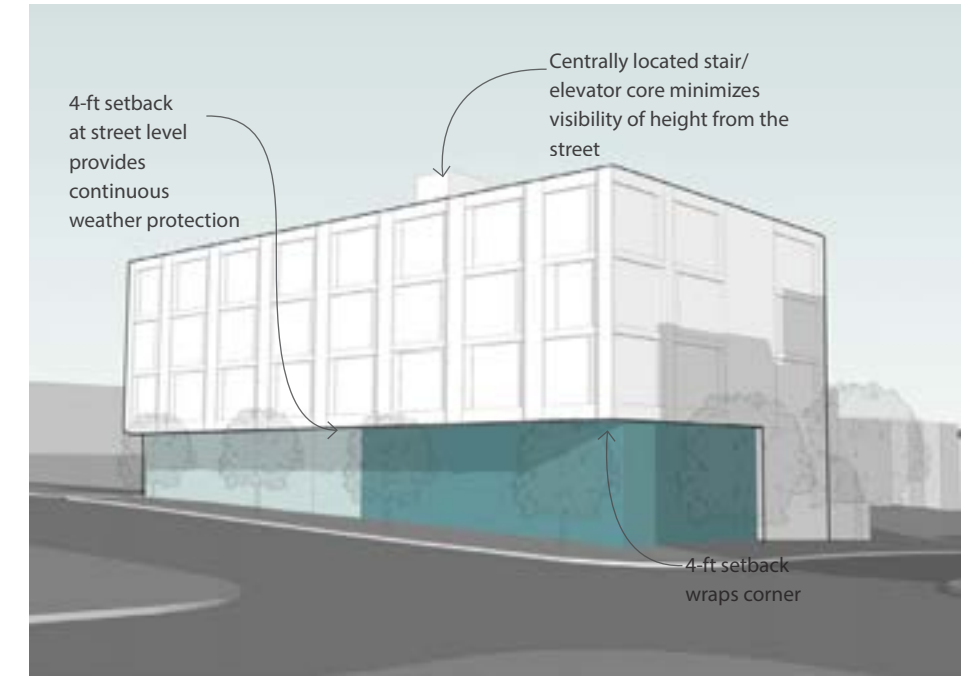 4-ft setback
at street level
provides
continuous
weather protection
Centrally located stair/
elevator core minimizes
visibility of height from the
street
4-ft setback
wraps corner